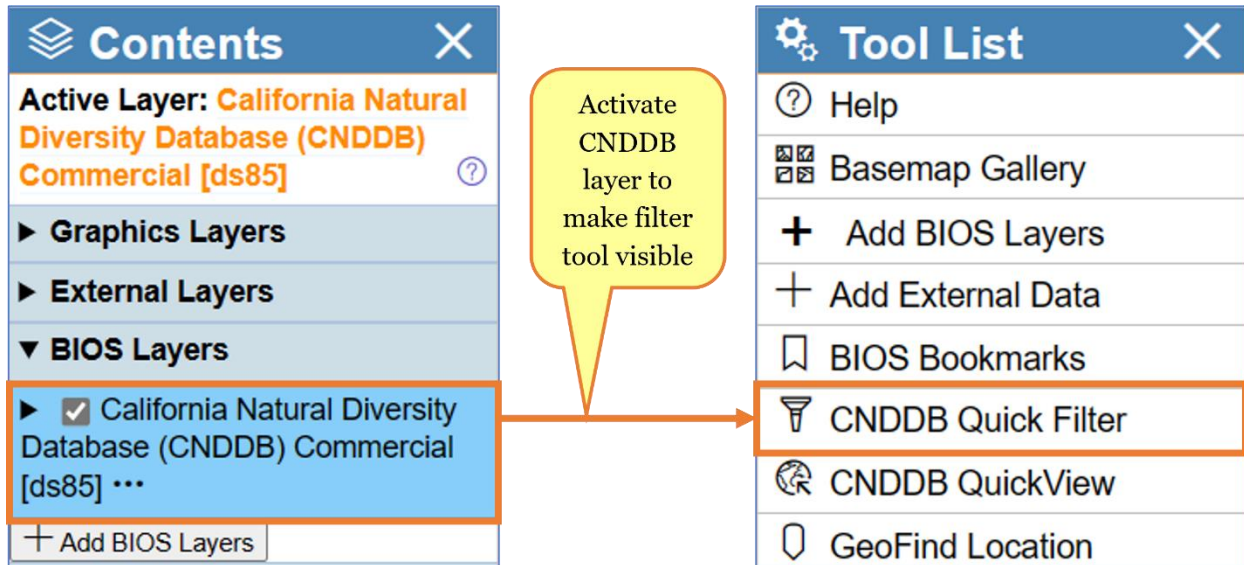 Contents
Active Layer: California Natural
Diversity Database (CNDDB)
Commercial [ds85]
Graphics Layers
External Layers
BIOS Layers
California Natural Diversity
Database (CNDDB) Commercial
[ds85] •••
+ Add BIOS Layers
Activate
CNDDB
layer to
make filter
tool visible
Tool List
Help
Basemap Gallery
Add BIOS Layers
Add External Data
BIOS Bookmarks
CNDDB Quick Filter
CNDDB QuickView
GeoFind Location